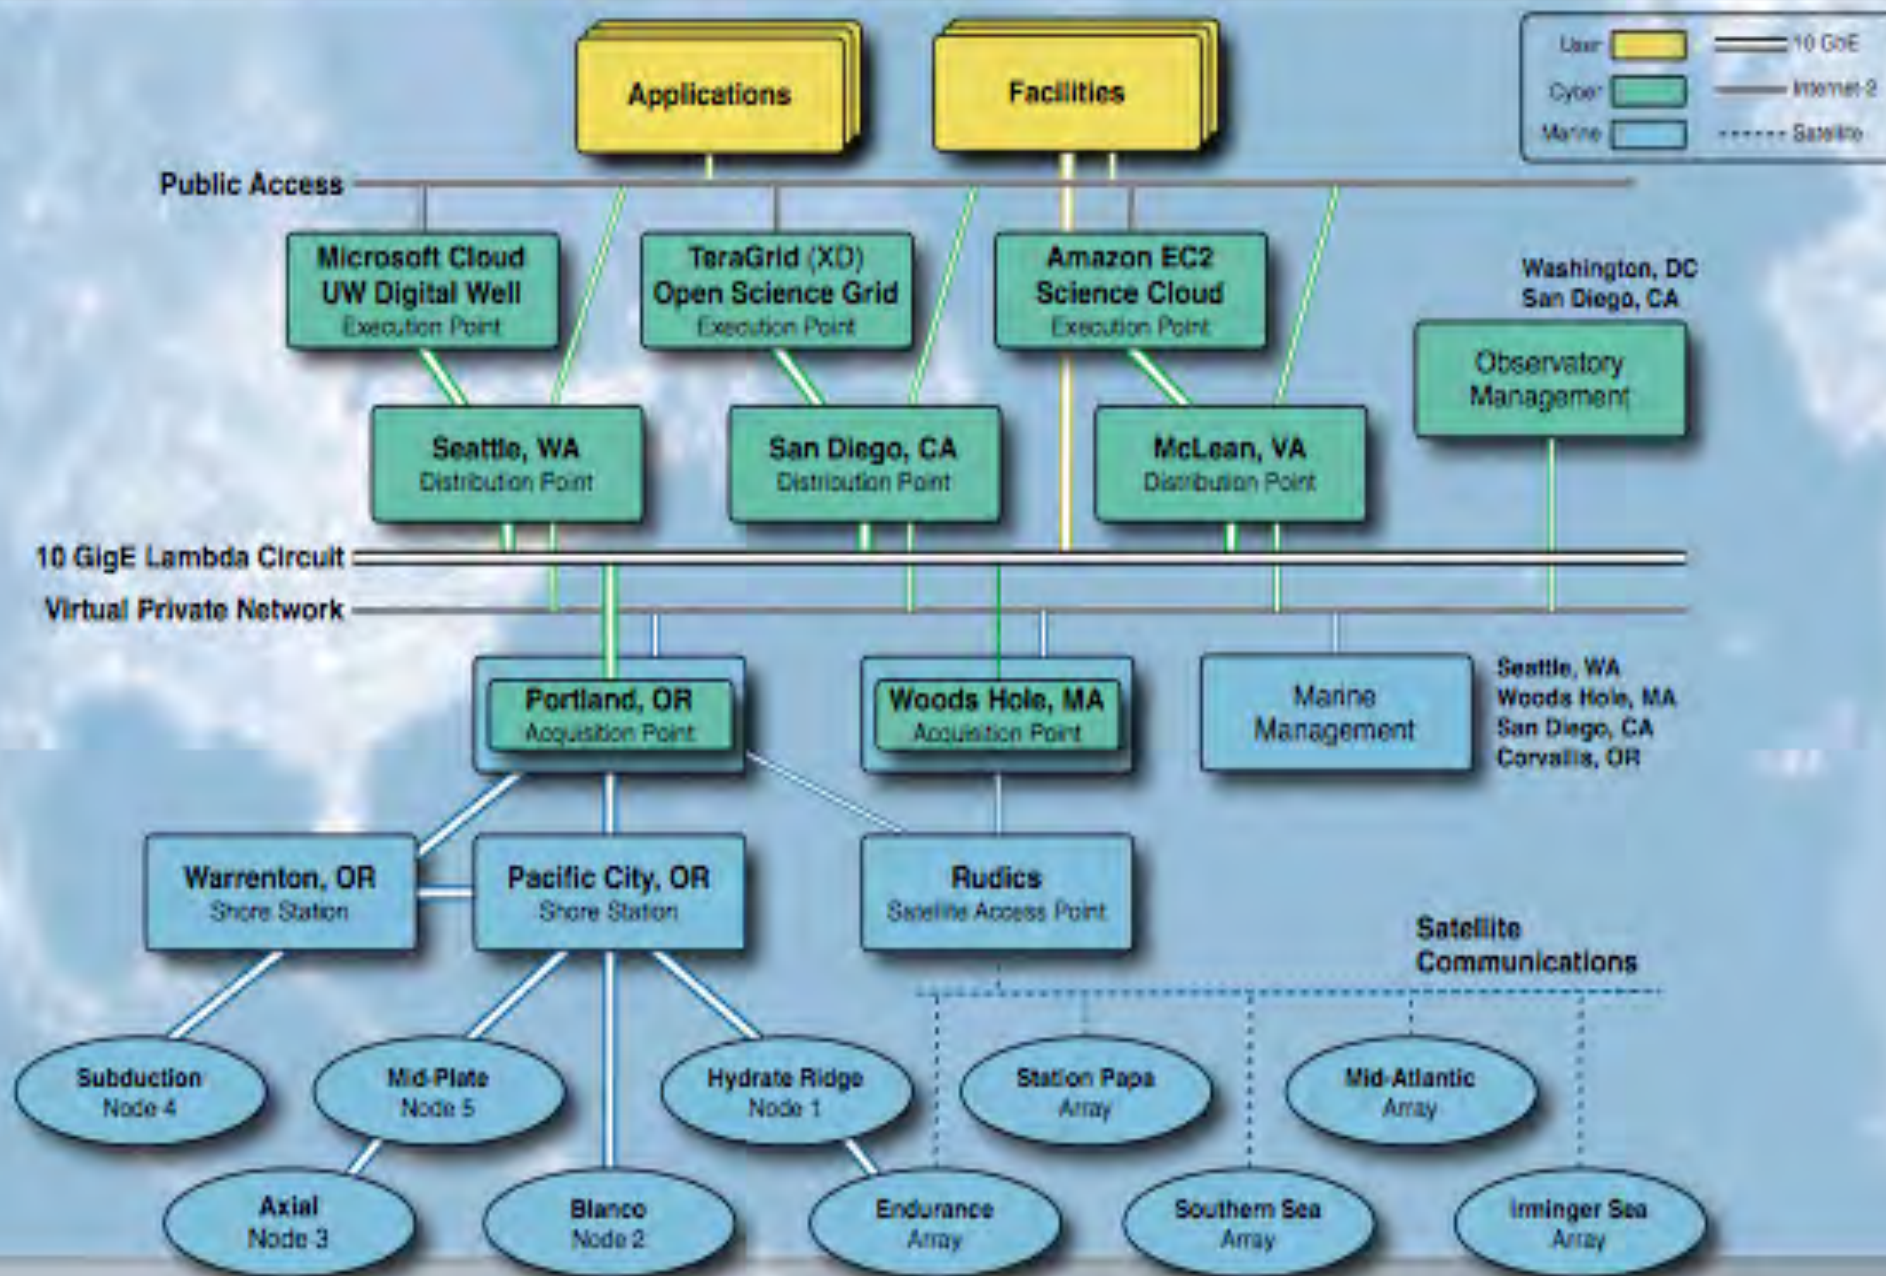 Applications
Facilities
User
10 GbE
Cyber
Internet-2
Marine
Satellite
Public Access
Microsoft Cloud
UW Digital Well
Execution Point
TeraGrid (XD)
Open Science Grid
Execution Point
Amazon EC2
Science Cloud
Execution Point
Washington, DC
San Diego, CA
Observatory
Management
Seattle, WA
Distribution Point
San Diego, CA
Distribution Point
McLean, VA
Distribution Point
10 GigE Lambda Circuit
Virtual Private Network
Portland, OR
Acquisition Point
Woods Hole, MA
Acquisition Point
Marine
Management
Seattle, WA
Woods Hole, MA
San Diego, CA
Corvallis, OR
Warrenton, OR
Shore Station
Pacific City, OR
Shore Station
Rudics
Satellite Access Point
Satellite
Communications
Subduction
Node 4
Mid-Plate
Node 5
Hydrate Ridge
Node 1
Station Papa
Array
Mid-Atlantic
Array
Axial
Node 3
Blanco
Node 2
Endurance
Array
Southern Sea
Array
Irminger Sea
Array